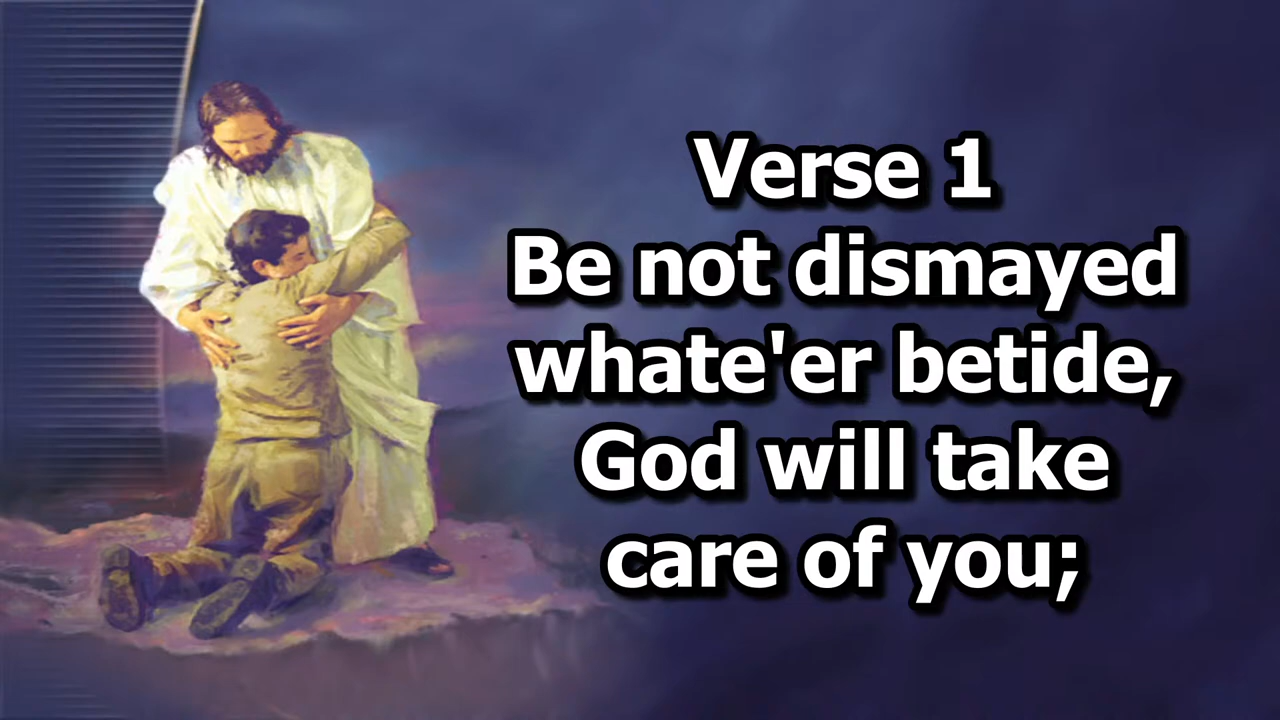 Verse 1
Be not dismayed
whate'er betide,
God will take
care of you;